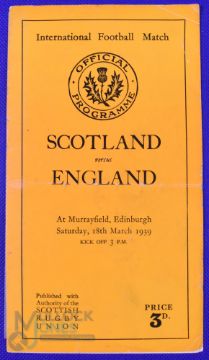 International Football Match
OFFICIAL
PROGRAMME
SCOTLAND
versus
ENGLAND
At Murrayfield, Edinburgh
Saturday, 18th March 1939
KICK OFF 3 P.M.
Published with
Authority of the
SCOTTISH
RUGBY
UNION
PRICE
3D.